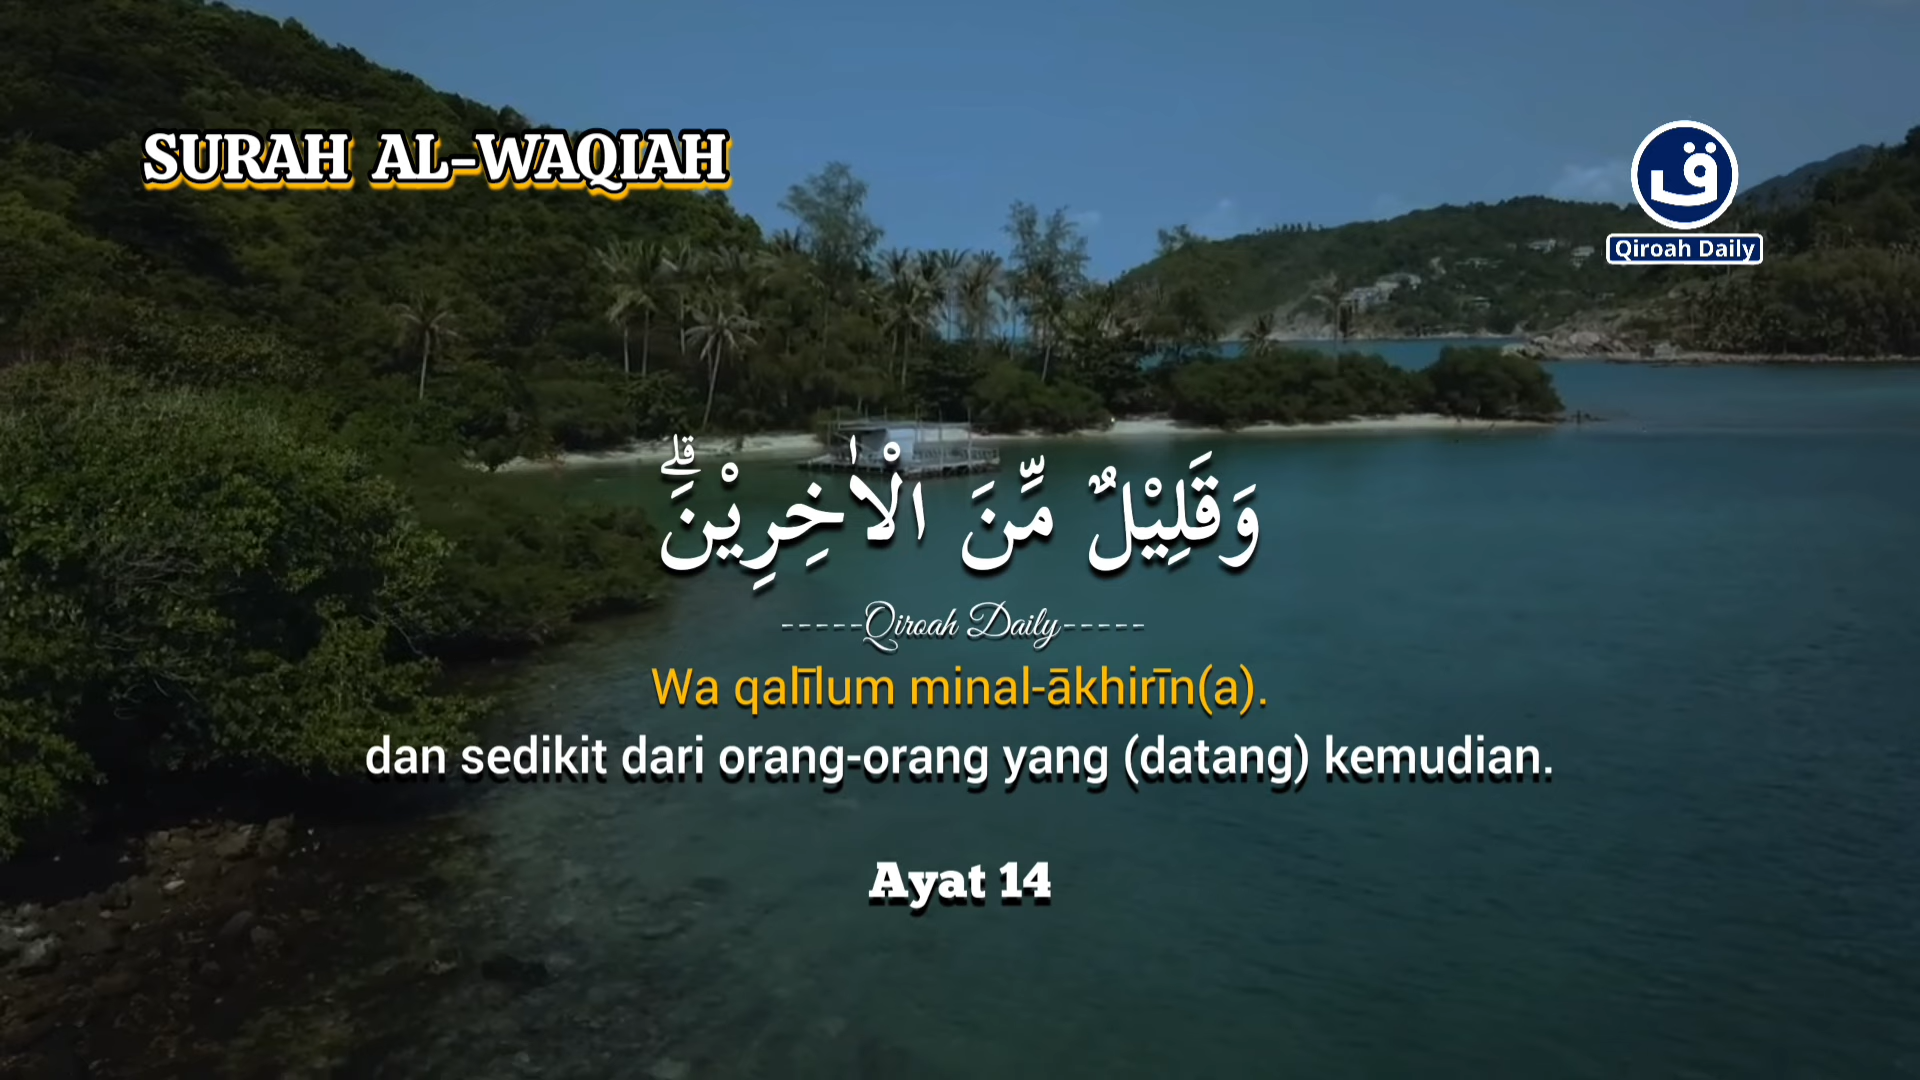 SURAH AL-WAQIAH
ق
Qiroah Daily
وَقَلِيْلٌ مِّنَ الْاٰخِرِيْنَۗ
-----Qiroah Daily-----
Wa qalīlum minal-ākhirīn(a).
dan sedikit dari orang-orang yang (datang) kemudian.
Ayat 14